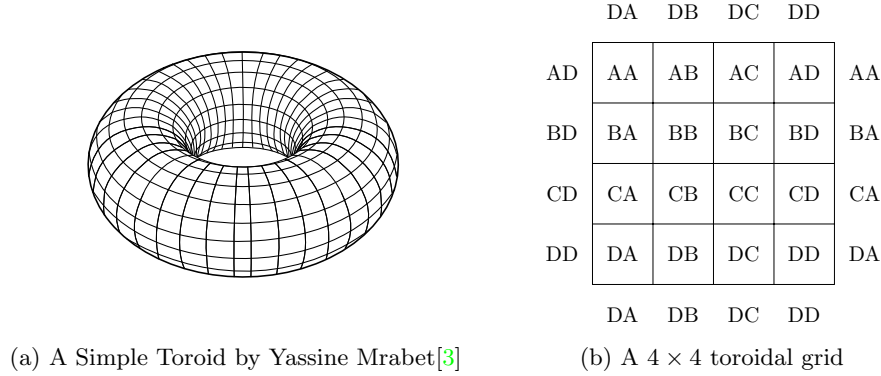 DA DB DC DD
AD AA AB AC AD AA
BD BA BB BC BD BA
CD CA CB CC CD CA
DD DA DB DC DD DA
DA DB DC DD
(a) A Simple Toroid by Yassine Mrabet[3]
(b) A 4 × 4 toroidal grid